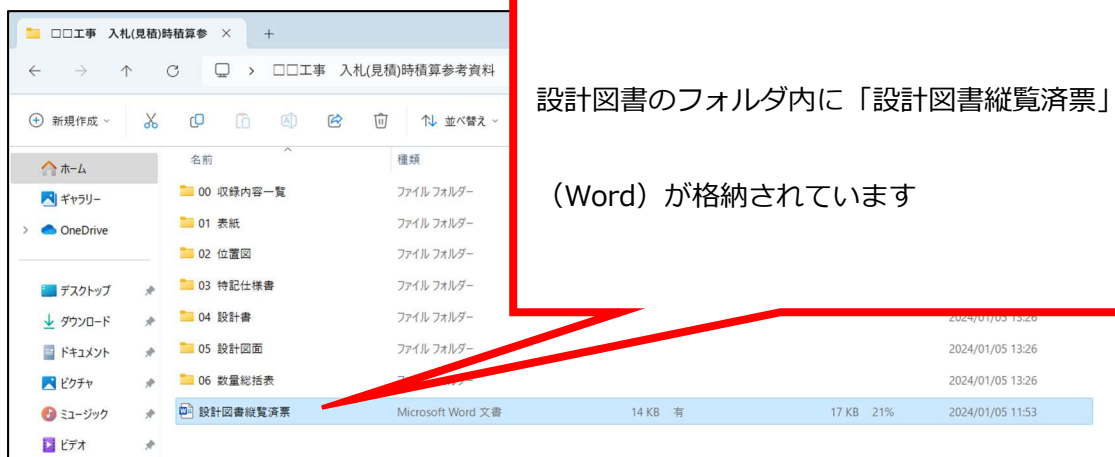 □□工事 入札(見積)時積算参
□□工事 入札(見積)時積算参考資料
設計図書のフォルダ内に「設計図書縦覧済票」
（Word）が格納されています
新規作成
並べ替え
名前 種類
ホーム
ギャラリー
OneDrive
デスクトップ
ダウンロード
ドキュメント
ピクチャ
ミュージック
ビデオ
00 収録内容一覧 ファイル フォルダー
01 表紙 ファイル フォルダー
02 位置図 ファイル フォルダー
03 特記仕様書 ファイル フォルダー
04 設計書 ファイル フォルダー 2024/01/05 13:26
05 設計図面 ファイル フォルダー 2024/01/05 13:26
06 数量総括表 2024/01/05 13:26
設計図書縦覧済票 Microsoft Word 文書 14 KB 有 17 KB 21% 2024/01/05 11:53